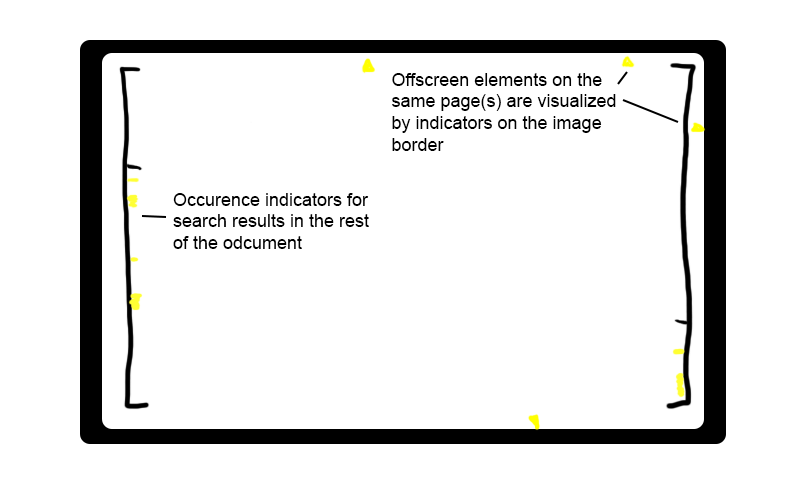 Offscreen elements on the
same page(s) are visualized
by indicators on the image
border
Occurence indicators for
search results in the rest
of the odcument